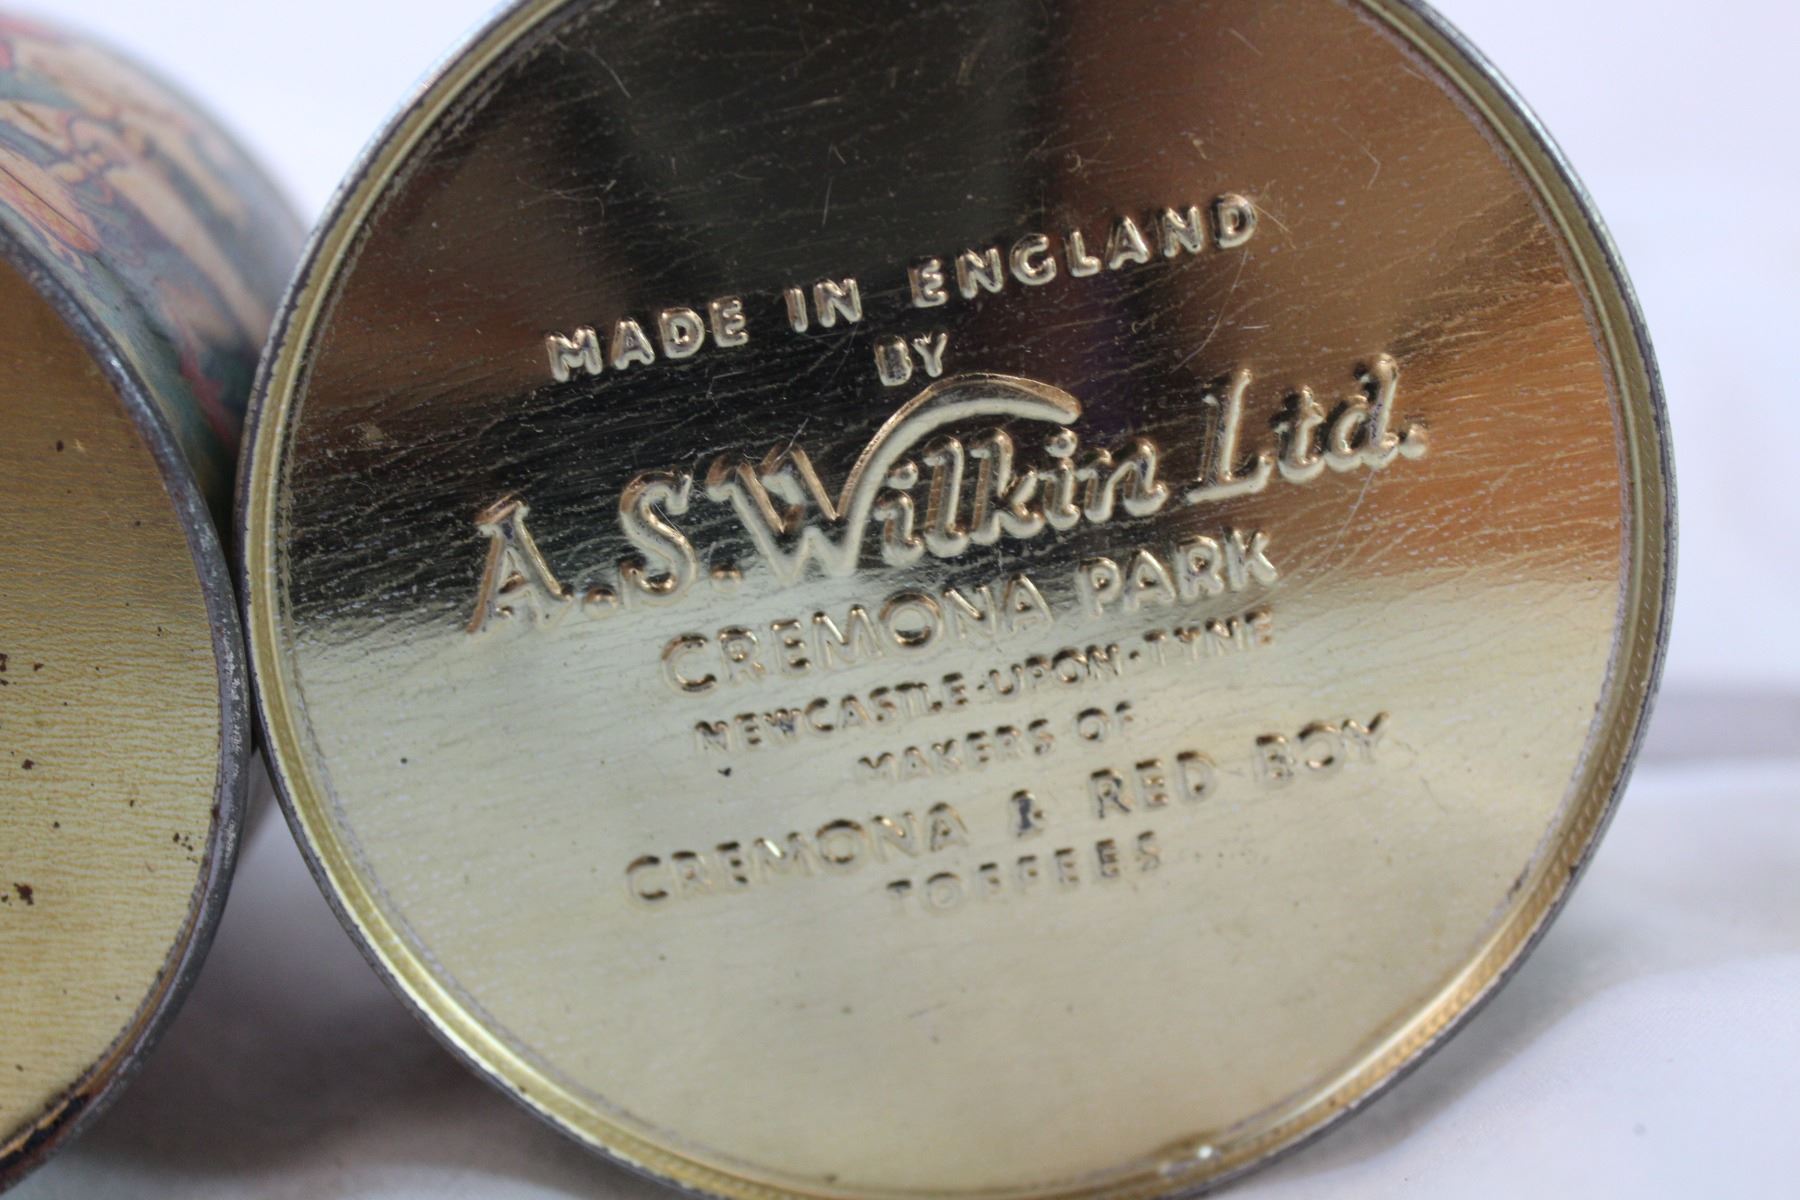 MADE IN ENGLAND
BY
A.S. Wilkin Ltd.
CREMONA PARK
NEWCASTLE-UPON-TYNE
MAKERS OF
CREMONA & RED BOY
TOFFEES